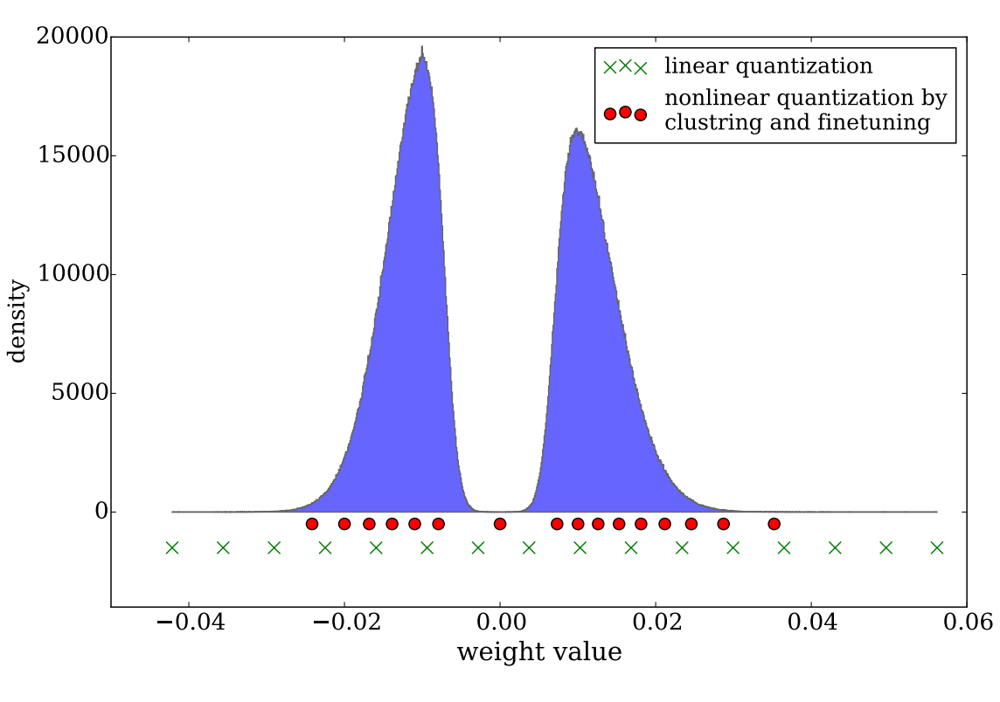 20000
15000
10000
5000
0
density
linear quantization
nonlinear quantization by
clustring and finetuning
−0.04 −0.02 0.00 0.02 0.04 0.06
weight value